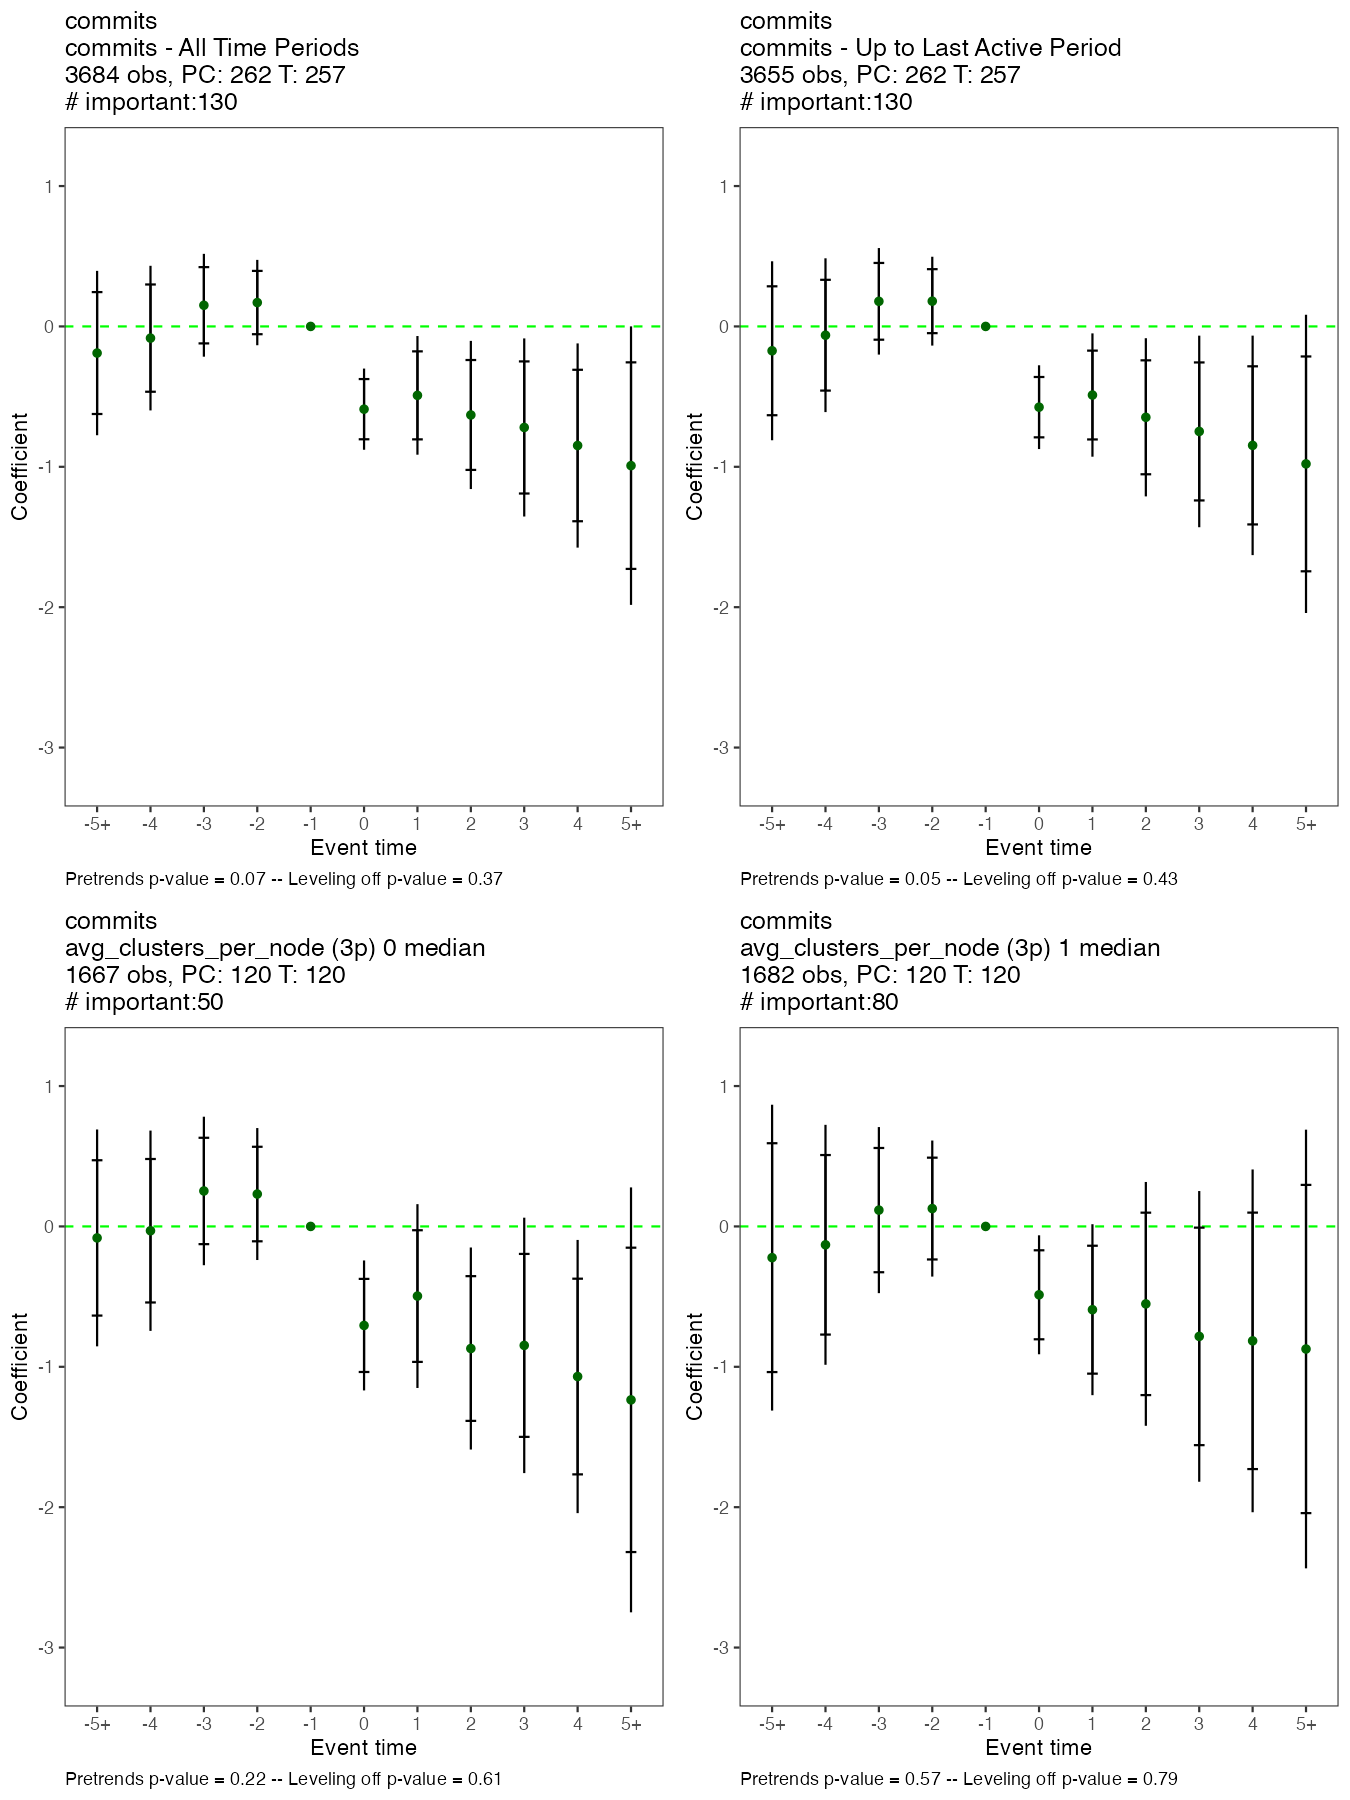 commits
commits - All Time Periods
3684 obs, PC: 262 T: 257
# important:130
1
0
-1
-2
-3
Coefficient
-5+ -4 -3 -2 -1 0 1 2 3 4 5+
Event time
Pretrends p-value = 0.07 -- Leveling off p-value = 0.37
commits
commits - Up to Last Active Period
3655 obs, PC: 262 T: 257
# important:130
1
0
-1
-2
-3
Coefficient
-5+ -4 -3 -2 -1 0 1 2 3 4 5+
Event time
Pretrends p-value = 0.05 -- Leveling off p-value = 0.43
commits
avg_clusters_per_node (3p) 0 median
1667 obs, PC: 120 T: 120
# important:50
1
0
-1
-2
-3
Coefficient
-5+ -4 -3 -2 -1 0 1 2 3 4 5+
Event time
Pretrends p-value = 0.22 -- Leveling off p-value = 0.61
commits
avg_clusters_per_node (3p) 1 median
1682 obs, PC: 120 T: 120
# important:80
1
0
-1
-2
-3
Coefficient
-5+ -4 -3 -2 -1 0 1 2 3 4 5+
Event time
Pretrends p-value = 0.57 -- Leveling off p-value = 0.79